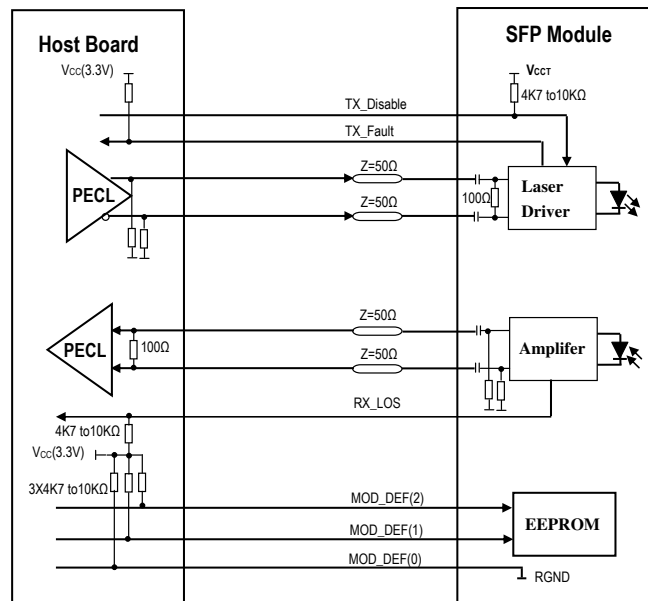 Host Board
SFP Module
VCC(3.3V)
VCCT
4K7 to10KΩ
TX_Disable
TX_Fault
PECL
Z=50Ω
Z=50Ω
100Ω
Laser
Driver
PECL
100Ω
Z=50Ω
Z=50Ω
Amplifer
RX_LOS
4K7 to10KΩ
VCC(3.3V)
3X4K7 to10KΩ
MOD_DEF(2)
MOD_DEF(1)
MOD_DEF(0)
EEPROM
RGND